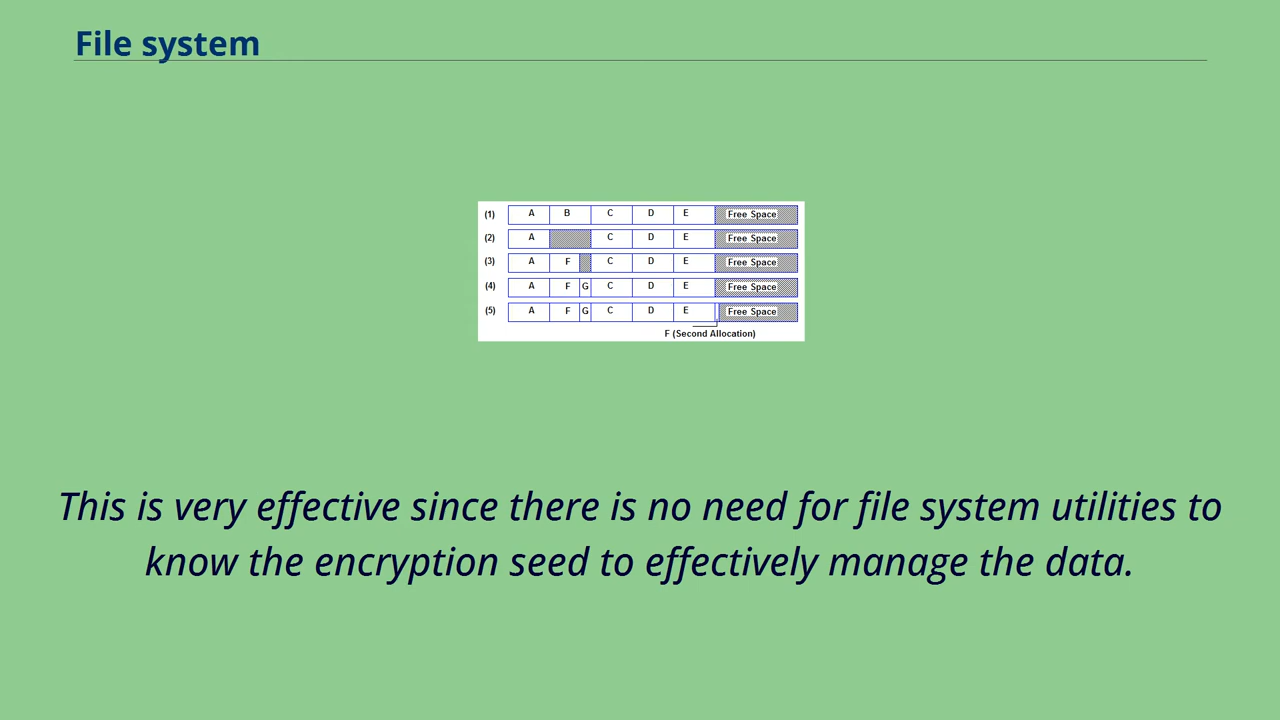 File system
(1) A B C D E Free Space
(2) A C D E Free Space
(3) A F C D E Free Space
(4) A F G C D E Free Space
(5) A F G C D E Free Space
F (Second Allocation)
This is very effective since there is no need for file system utilities to
know the encryption seed to effectively manage the data.